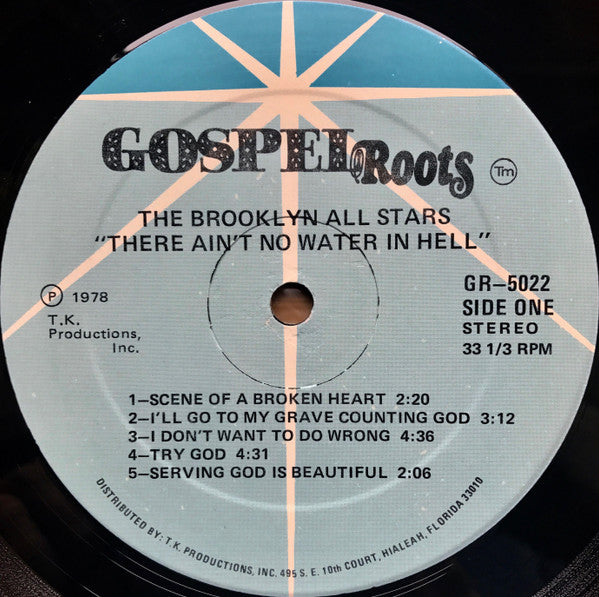 GOSPEL Roots Tm
THE BROOKLYN ALL STARS
"THERE AIN'T NO WATER IN HELL"
GR-5022
SIDE ONE
STEREO
33 1/3 RPM
Ⓟ 1978
T.K.
Productions,
Inc.
1-SCENE OF A BROKEN HEART 2:20
2-I'LL GO TO MY GRAVE COUNTING GOD 3:12
3-I DON'T WANT TO DO WRONG 4:36
4-TRY GOD 4:31
5-SERVING GOD IS BEAUTIFUL 2:06
DISTRIBUTED BY: T.K. PRODUCTIONS, INC. 495 S. E. 10th COURT, HIALEAH, FLORIDA 33010